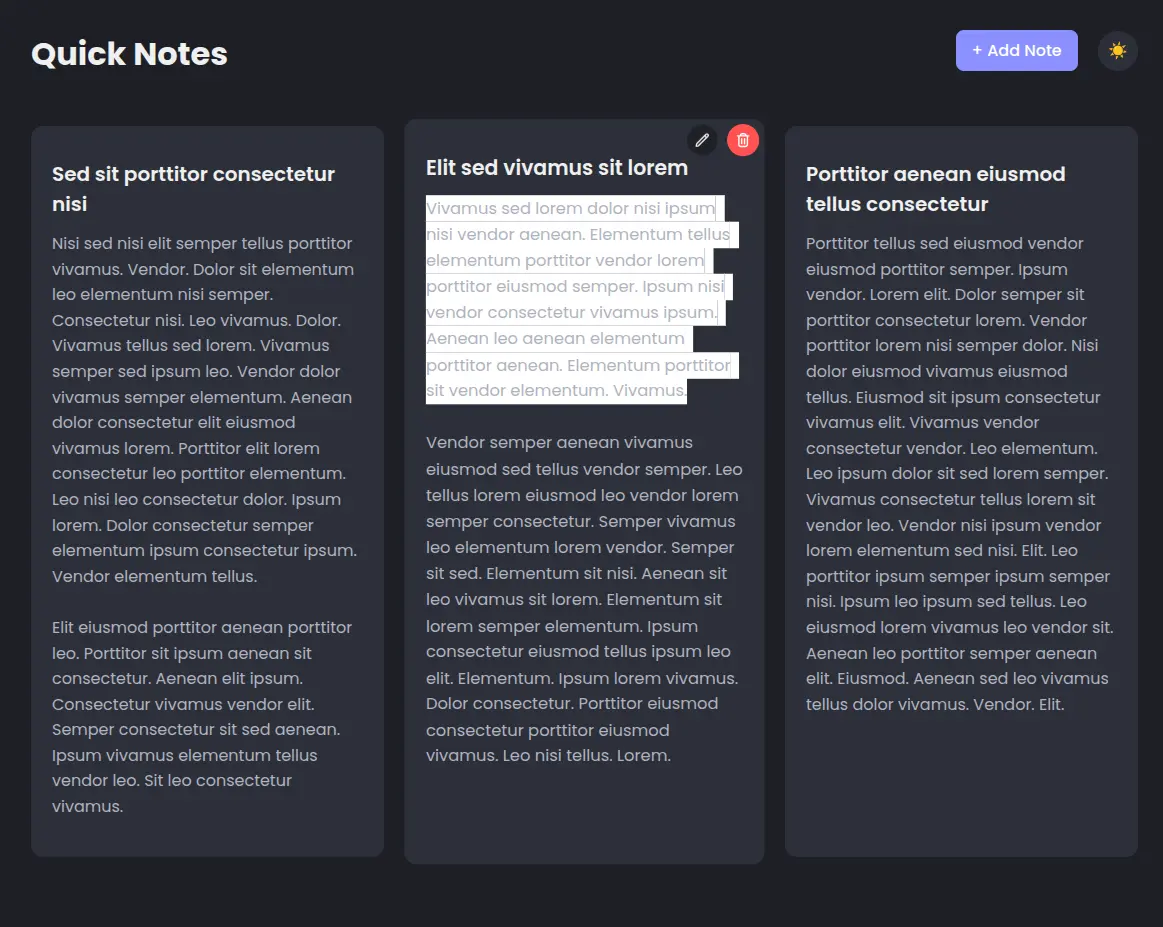 Quick Notes
+ Add Note
Sed sit porttitor consectetur
nisi
Nisi sed nisi elit semper tellus porttitor
vivamus. Vendor. Dolor sit elementum
leo elementum nisi semper.
Consectetur nisi. Leo vivamus. Dolor.
Vivamus tellus sed lorem. Vivamus
semper sed ipsum leo. Vendor dolor
vivamus semper elementum. Aenean
dolor consectetur elit eiusmod
vivamus lorem. Porttitor elit lorem
consectetur leo porttitor elementum.
Leo nisi leo consectetur dolor. Ipsum
lorem. Dolor consectetur semper
elementum ipsum consectetur ipsum.
Vendor elementum tellus.
Elit eiusmod porttitor aenean porttitor
leo. Porttitor sit ipsum aenean sit
consectetur. Aenean elit ipsum.
Consectetur vivamus vendor elit.
Semper consectetur sit sed aenean.
Ipsum vivamus elementum tellus
vendor leo. Sit leo consectetur
vivamus.
Elit sed vivamus sit lorem
Vivamus sed lorem dolor nisi ipsum
nisi vendor aenean. Elementum tellus
elementum porttitor vendor lorem
porttitor eiusmod semper. Ipsum nisi
vendor consectetur vivamus ipsum.
Aenean leo aenean elementum
porttitor aenean. Elementum porttitor
sit vendor elementum. Vivamus.
Vendor semper aenean vivamus
eiusmod sed tellus vendor semper. Leo
tellus lorem eiusmod leo vendor lorem
semper consectetur. Semper vivamus
leo elementum lorem vendor. Semper
sit sed. Elementum sit nisi. Aenean sit
leo vivamus sit lorem. Elementum sit
lorem semper elementum. Ipsum
consectetur eiusmod tellus ipsum leo
elit. Elementum. Ipsum lorem vivamus.
Dolor consectetur. Porttitor eiusmod
consectetur porttitor eiusmod
vivamus. Leo nisi tellus. Lorem.
Porttitor aenean eiusmod
tellus consectetur
Porttitor tellus sed eiusmod vendor
eiusmod porttitor semper. Ipsum
vendor. Lorem elit. Dolor semper sit
porttitor consectetur lorem. Vendor
porttitor lorem nisi semper dolor. Nisi
dolor eiusmod vivamus eiusmod
tellus. Eiusmod sit ipsum consectetur
vivamus elit. Vivamus vendor
consectetur vendor. Leo elementum.
Leo ipsum dolor sit sed lorem semper.
Vivamus consectetur tellus lorem sit
vendor leo. Vendor nisi ipsum vendor
lorem elementum sed nisi. Elit. Leo
porttitor ipsum semper ipsum semper
nisi. Ipsum leo ipsum sed tellus. Leo
eiusmod lorem vivamus leo vendor sit.
Aenean leo porttitor semper aenean
elit. Eiusmod. Aenean sed leo vivamus
tellus dolor vivamus. Vendor. Elit.